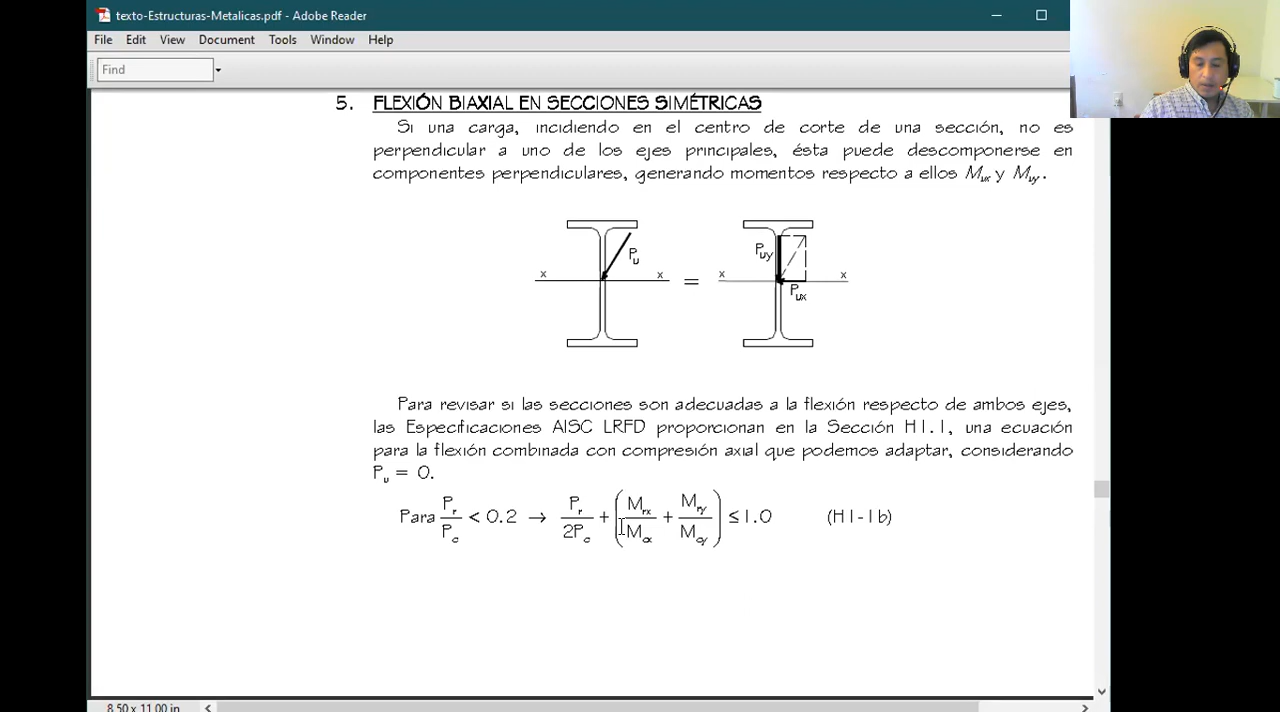 texto-Estructuras-Metalicas.pdf - Adobe Reader
File Edit View Document Tools Window Help
Find
5. FLEXIÓN BIAXIAL EN SECCIONES SIMÉTRICAS
Si una carga, incidiendo en el centro de corte de una sección, no es
perpendicular a uno de los ejes principales, ésta puede descomponerse en
componentes perpendiculares, generando momentos respecto a ellos Mux y Muy.
Pu
x x = x x
Puy
Pux
Para revisar si las secciones son adecuadas a la flexión respecto de ambos ejes,
las Especificaciones AISC LRFD proporcionan en la Sección H1.1, una ecuación
para la flexión combinada con compresión axial que podemos adaptar, considerando
Pu = 0.
Para Pr/Pc < 0.2 → Pr/2Pc + (Mrx/Mcx + Mry/Mcy) ≤ 1.0 (H1-1b)
8.50 x 11.00 in